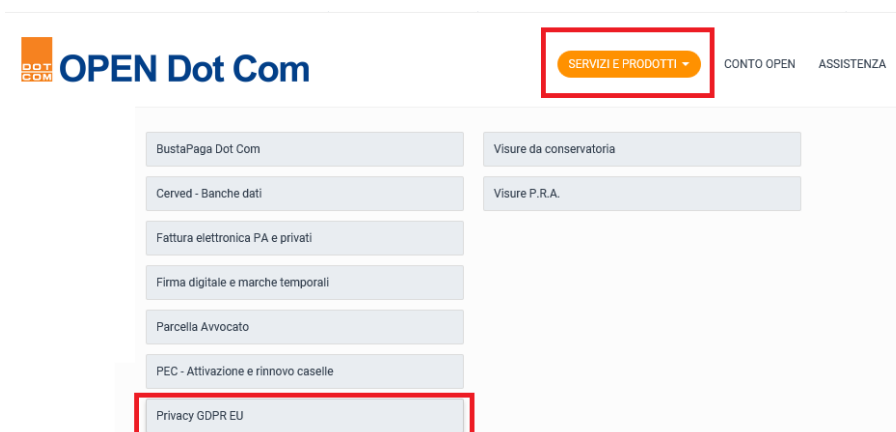 DOT
COM
OPEN Dot Com
SERVIZI E PRODOTTI
CONTO OPEN
ASSISTENZA
BustaPaga Dot Com
Visure da conservatoria
Cerved - Banche dati
Visure P.R.A.
Fattura elettronica PA e privati
Firma digitale e marche temporali
Parcella Avvocato
PEC - Attivazione e rinnovo caselle
Privacy GDPR EU